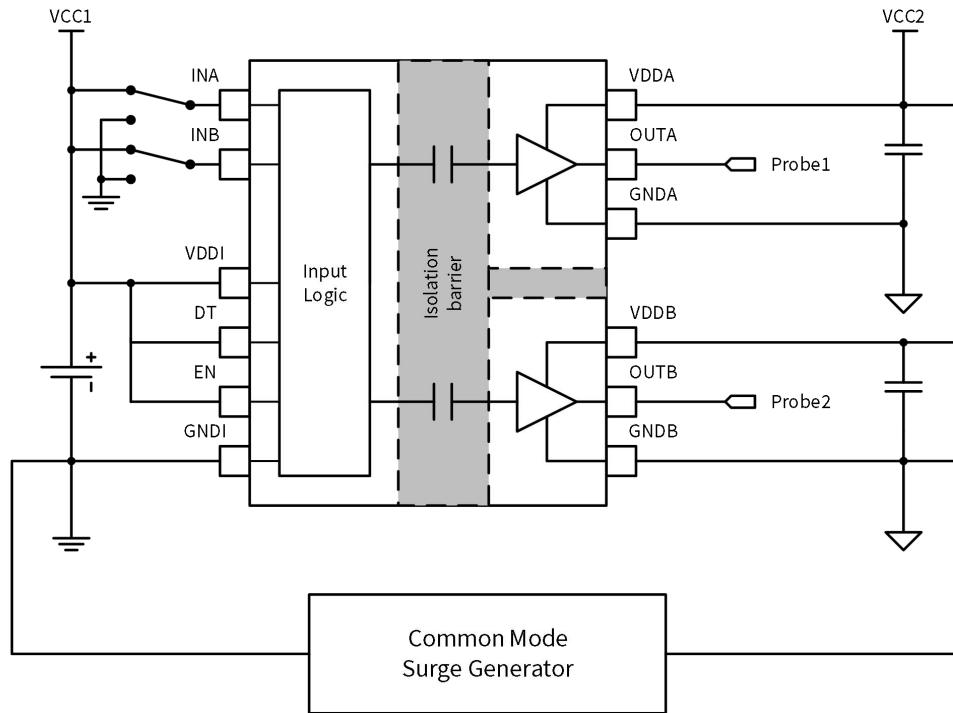 VCC1
VCC2
INA
INB
VDDI
DT
EN
GNDI
+
Input
Logic
Isolation
barrier
VDDA
OUTA
GNDA
VDDB
OUTB
GNDB
Probe1
Probe2
Common Mode
Surge Generator